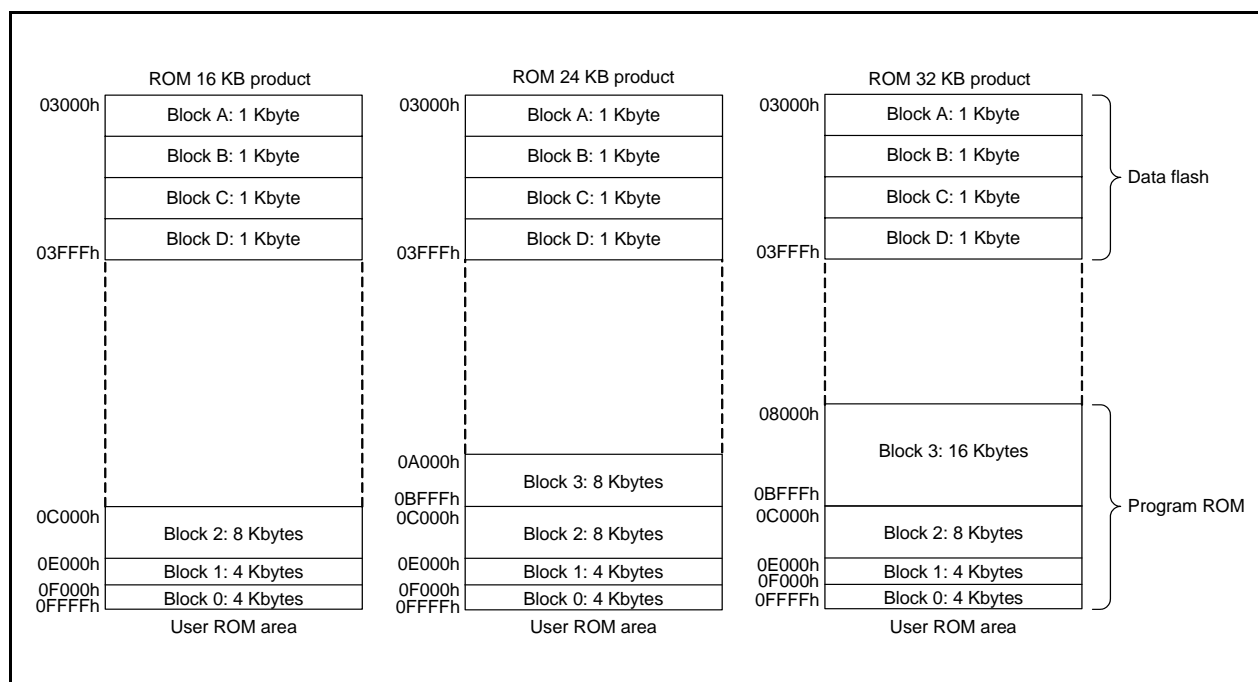 ROM 16 KB product
03000h
Block A: 1 Kbyte
Block B: 1 Kbyte
Block C: 1 Kbyte
Block D: 1 Kbyte
03FFFh
0C000h
Block 2: 8 Kbytes
0E000h
Block 1: 4 Kbytes
0F000h
Block 0: 4 Kbytes
0FFFFh
User ROM area
ROM 24 KB product
03000h
Block A: 1 Kbyte
Block B: 1 Kbyte
Block C: 1 Kbyte
Block D: 1 Kbyte
03FFFh
0A000h
Block 3: 8 Kbytes
0BFFFh
0C000h
Block 2: 8 Kbytes
0E000h
Block 1: 4 Kbytes
0F000h
Block 0: 4 Kbytes
0FFFFh
User ROM area
ROM 32 KB product
03000h
Block A: 1 Kbyte
Block B: 1 Kbyte
Block C: 1 Kbyte
Block D: 1 Kbyte
03FFFh
Data flash
08000h
Block 3: 16 Kbytes
0BFFFh
0C000h
Block 2: 8 Kbytes
0E000h
Block 1: 4 Kbytes
0F000h
Block 0: 4 Kbytes
0FFFFh
Program ROM
User ROM area